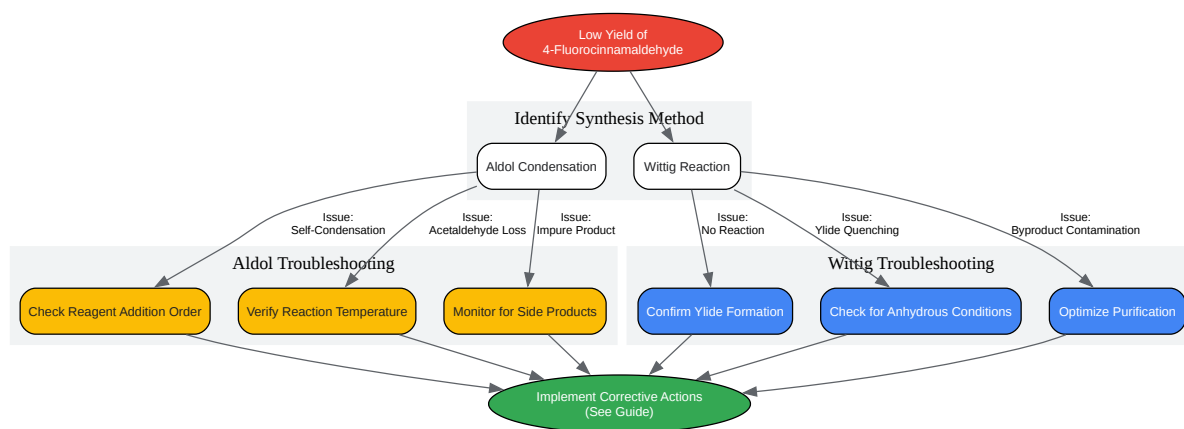 Low Yield of
4-Fluorocinnamaldehyde
Identify Synthesis Method
Aldol Condensation
Wittig Reaction
Issue:
Self-Condensation
Issue:
Acetaldehyde Loss
Issue:
Impure Product
Issue:
No Reaction
Issue:
Ylide Quenching
Issue:
Byproduct Contamination
Aldol Troubleshooting
Wittig Troubleshooting
Check Reagent Addition Order
Verify Reaction Temperature
Monitor for Side Products
Confirm Ylide Formation
Check for Anhydrous Conditions
Optimize Purification
Implement Corrective Actions
(See Guide)